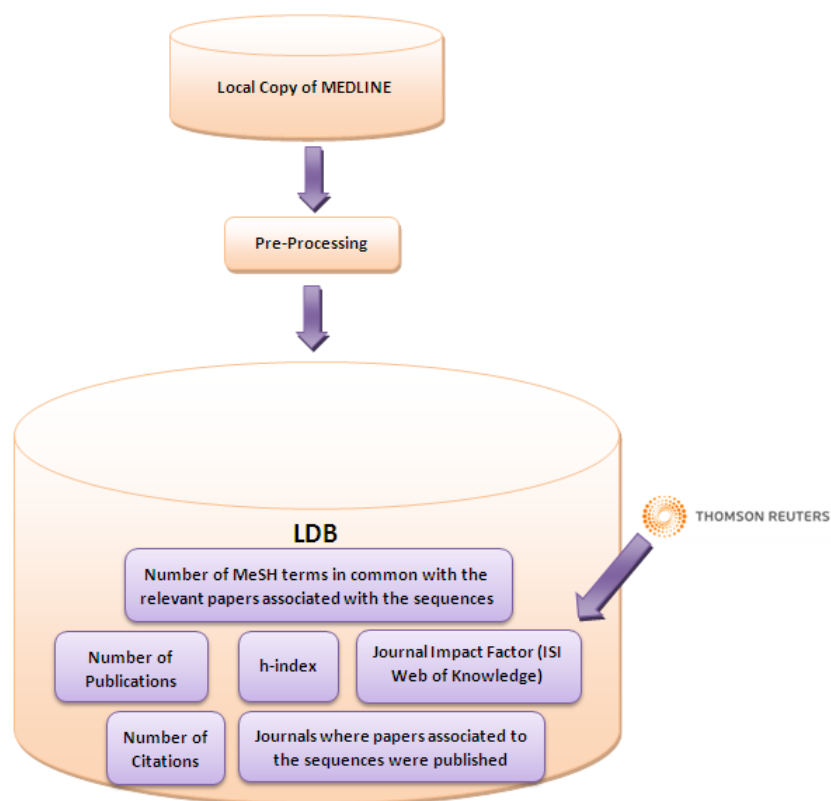 Local Copy of MEDLINE
Pre-Processing
LDB
THOMSON REUTERS
Number of MeSH terms in common with the
relevant papers associated with the sequences
Number of
Publications
h-index
Journal Impact Factor (ISI
Web of Knowledge)
Number of
Citations
Journals where papers associated to
the sequences were published